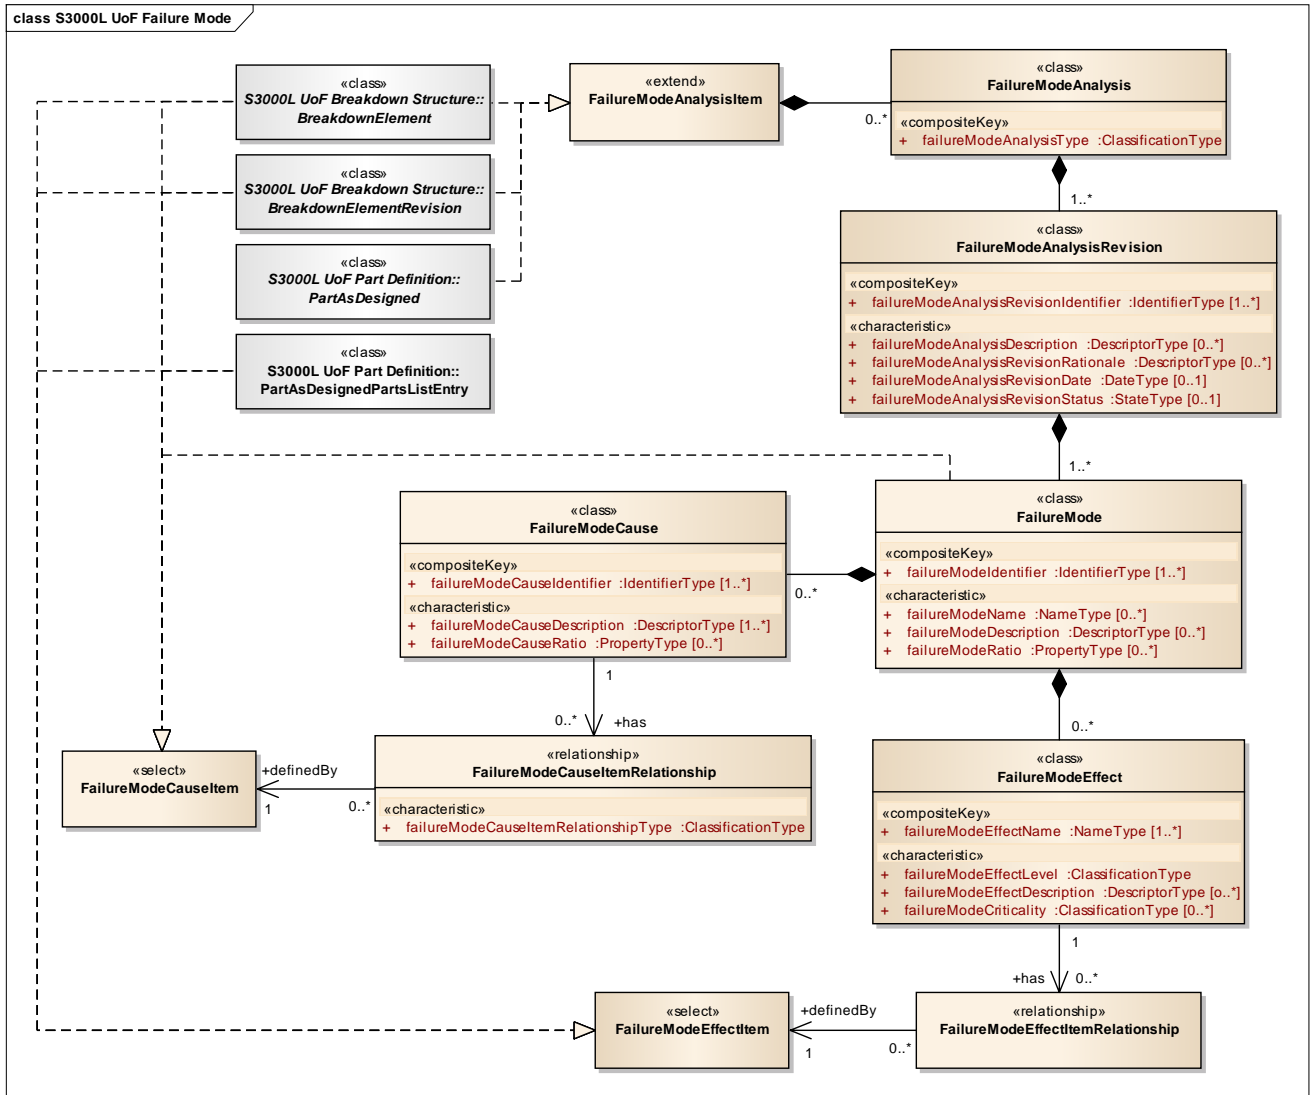 class S3000L UoF Failure Mode
«class»
S3000L UoF Breakdown Structure::
BreakdownElement
«class»
S3000L UoF Breakdown Structure::
BreakdownElementRevision
«class»
S3000L UoF Part Definition::
PartAsDesigned
«class»
S3000L UoF Part Definition::
PartAsDesignedPartsListEntry
«extend»
FailureModeAnalysisItem
0..*
«class»
FailureModeAnalysis
«compositeKey»
+ failureModeAnalysisType :ClassificationType
1..*
«class»
FailureModeAnalysisRevision
«compositeKey»
+ failureModeAnalysisRevisionIdentifier :IdentifierType [1..*]
«characteristic»
+ failureModeAnalysisDescription :DescriptorType [0..*]
+ failureModeAnalysisRevisionRationale :DescriptorType [0..*]
+ failureModeAnalysisRevisionDate :DateType [0..1]
+ failureModeAnalysisRevisionStatus :StateType [0..1]
1..*
«class»
FailureModeCause
«compositeKey»
+ failureModeCauseIdentifier :IdentifierType [1..*]
«characteristic»
+ failureModeCauseDescription :DescriptorType [1..*]
+ failureModeCauseRatio :PropertyType [0..*]
0..*
«class»
FailureMode
«compositeKey»
+ failureModeIdentifier :IdentifierType [1..*]
«characteristic»
+ failureModeName :NameType [0..*]
+ failureModeDescription :DescriptorType [0..*]
+ failureModeRatio :PropertyType [0..*]
1
0..* +has
0..*
«select»
FailureModeCauseItem
+definedBy
1
0..*
«relationship»
FailureModeCauseItemRelationship
«characteristic»
+ failureModeCauseItemRelationshipType :ClassificationType
«class»
FailureModeEffect
«compositeKey»
+ failureModeEffectName :NameType [1..*]
«characteristic»
+ failureModeEffectLevel :ClassificationType
+ failureModeEffectDescription :DescriptorType [o..*]
+ failureModeCriticality :ClassificationType [0..*]
1
+has 0..*
«select»
FailureModeEffectItem
+definedBy
1
0..*
«relationship»
FailureModeEffectItemRelationship